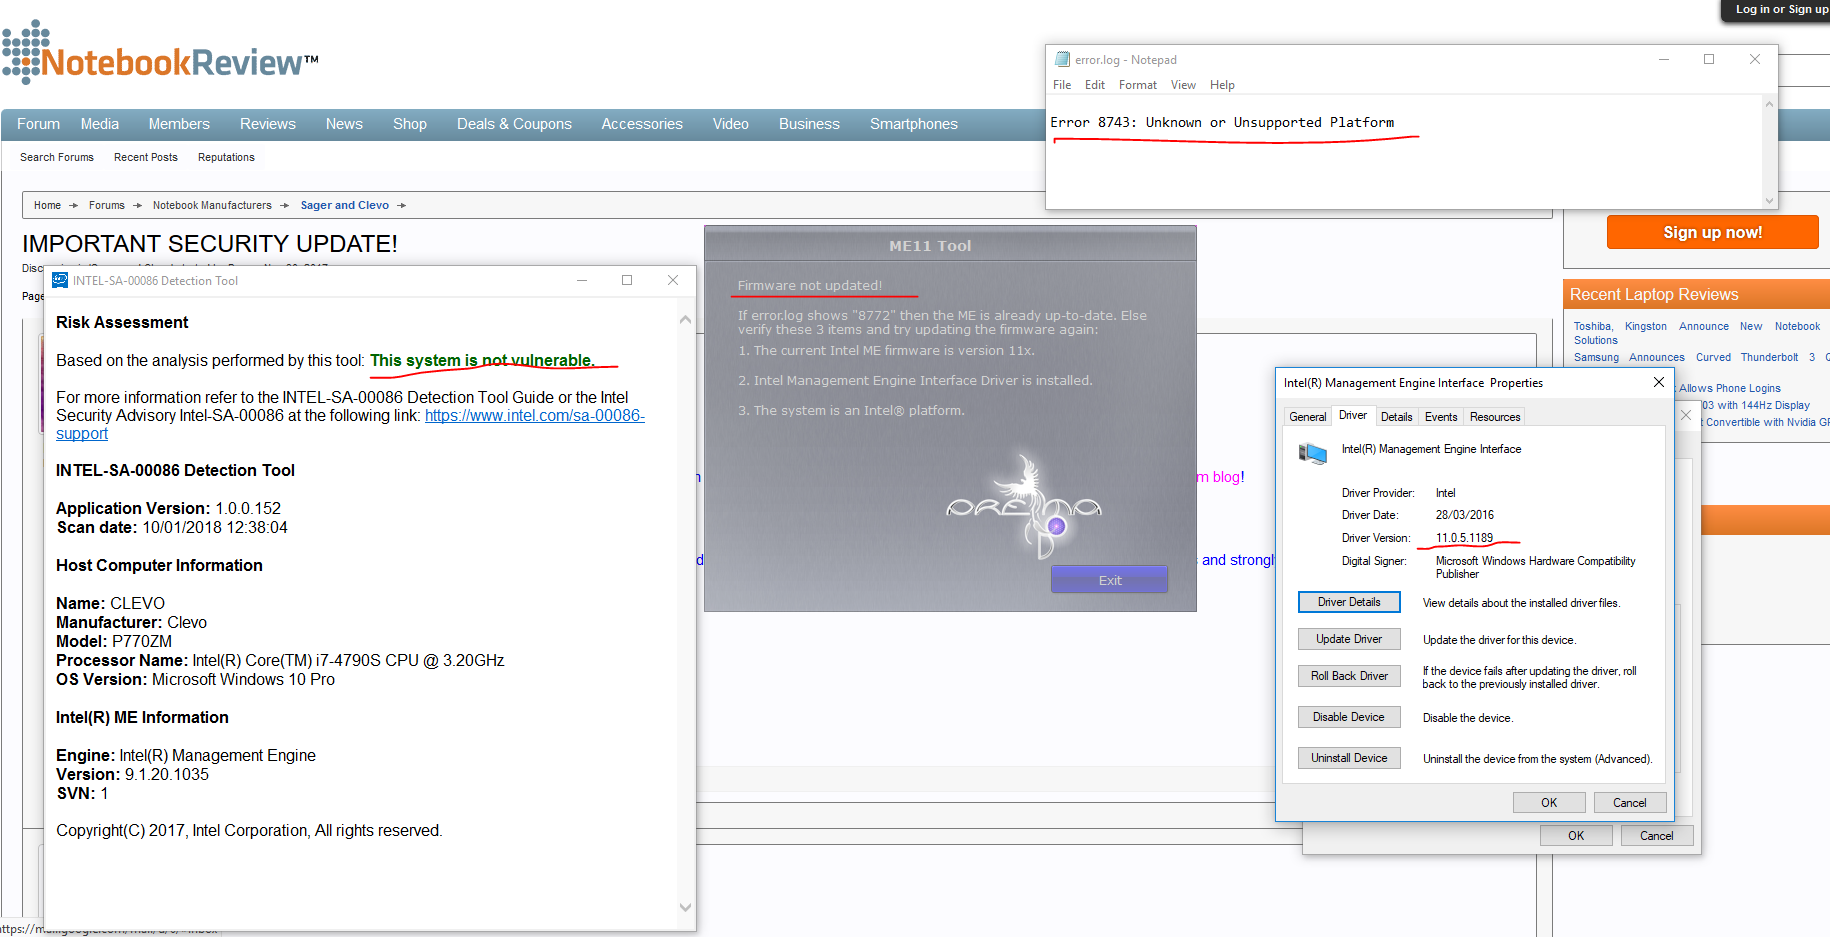 Log in or Sign up
NotebookReview™
Forum Media Members Reviews News Shop Deals & Coupons Accessories Video Business Smartphones
Search Forums Recent Posts Reputations
Home Forums Notebook Manufacturers Sager and Clevo
IMPORTANT SECURITY UPDATE!
Page
error.log - Notepad
File Edit Format View Help
Error 8743: Unknown or Unsupported Platform
Sign up now!
Recent Laptop Reviews
Toshiba, Kingston Announce New Notebook
Solutions
Samsung Announces Curved Thunderbolt 3
Allows Phone Logins
03 with 144Hz Display
Convertible with Nvidia
INTEL-SA-00086 Detection Tool
Risk Assessment
Based on the analysis performed by this tool: This system is not vulnerable.
For more information refer to the INTEL-SA-00086 Detection Tool Guide or the Intel
Security Advisory Intel-SA-00086 at the following link: https://www.intel.com/sa-00086-
support
INTEL-SA-00086 Detection Tool
Application Version: 1.0.0.152
Scan date: 10/01/2018 12:38:04
Host Computer Information
Name: CLEVO
Manufacturer: Clevo
Model: P770ZM
Processor Name: Intel(R) Core(TM) i7-4790S CPU @ 3.20GHz
OS Version: Microsoft Windows 10 Pro
Intel(R) ME Information
Engine: Intel(R) Management Engine
Version: 9.1.20.1035
SVN: 1
Copyright(C) 2017, Intel Corporation, All rights reserved.
ME11 Tool
Firmware not updated!
If error.log shows "8772" then the ME is already up-to-date. Else
verify these 3 items and try updating the firmware again:
1. The current Intel ME firmware is version 11x.
2. Intel Management Engine Interface Driver is installed.
3. The system is an Intel® platform.
PREMA
Exit
m blog!
and strongl
Intel(R) Management Engine Interface Properties
General Driver Details Events Resources
Intel(R) Management Engine Interface
Driver Provider: Intel
Driver Date: 28/03/2016
Driver Version: 11.0.5.1189
Digital Signer: Microsoft Windows Hardware Compatibility
Publisher
Driver Details View details about the installed driver files.
Update Driver Update the driver for this device.
Roll Back Driver If the device fails after updating the driver, roll
back to the previously installed driver.
Disable Device Disable the device.
Uninstall Device Uninstall the device from the system (Advanced).
OK Cancel
OK Cancel